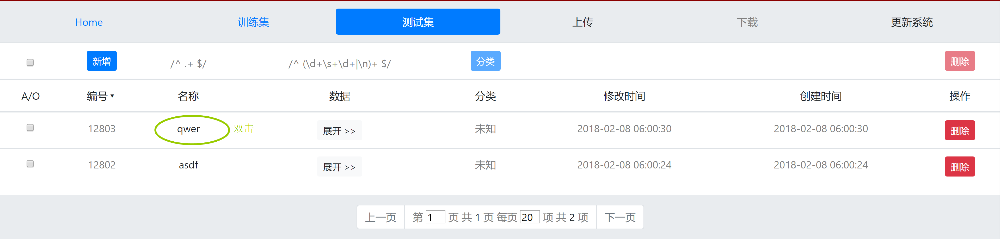 Home 训练集 测试集 上传 下载 更新系统
新增 /^ .+ $/ /^ (\d+\s+\d+|\n)+ $/ 分类 删除
A/O 编号 ▾ 名称 数据 分类 修改时间 创建时间 操作
12803 qwer 双击 展开 >> 未知 2018-02-08 06:00:30 2018-02-08 06:00:30 删除
12802 asdf 展开 >> 未知 2018-02-08 06:00:24 2018-02-08 06:00:24 删除
上一页 第 1 页 共 1 页 每页 20 项 共 2 项 下一页